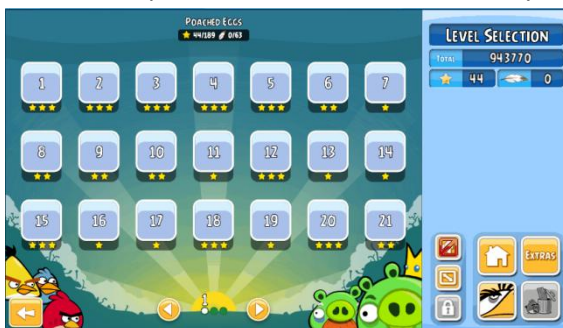 POACHED EGGS
44/189 0/63
LEVEL SELECTION
TOTAL 943770
44 0
1 2 3 4 5 6 7
8 9 10 11 12 13 14
15 16 17 18 19 20 21
EXTRAS
1